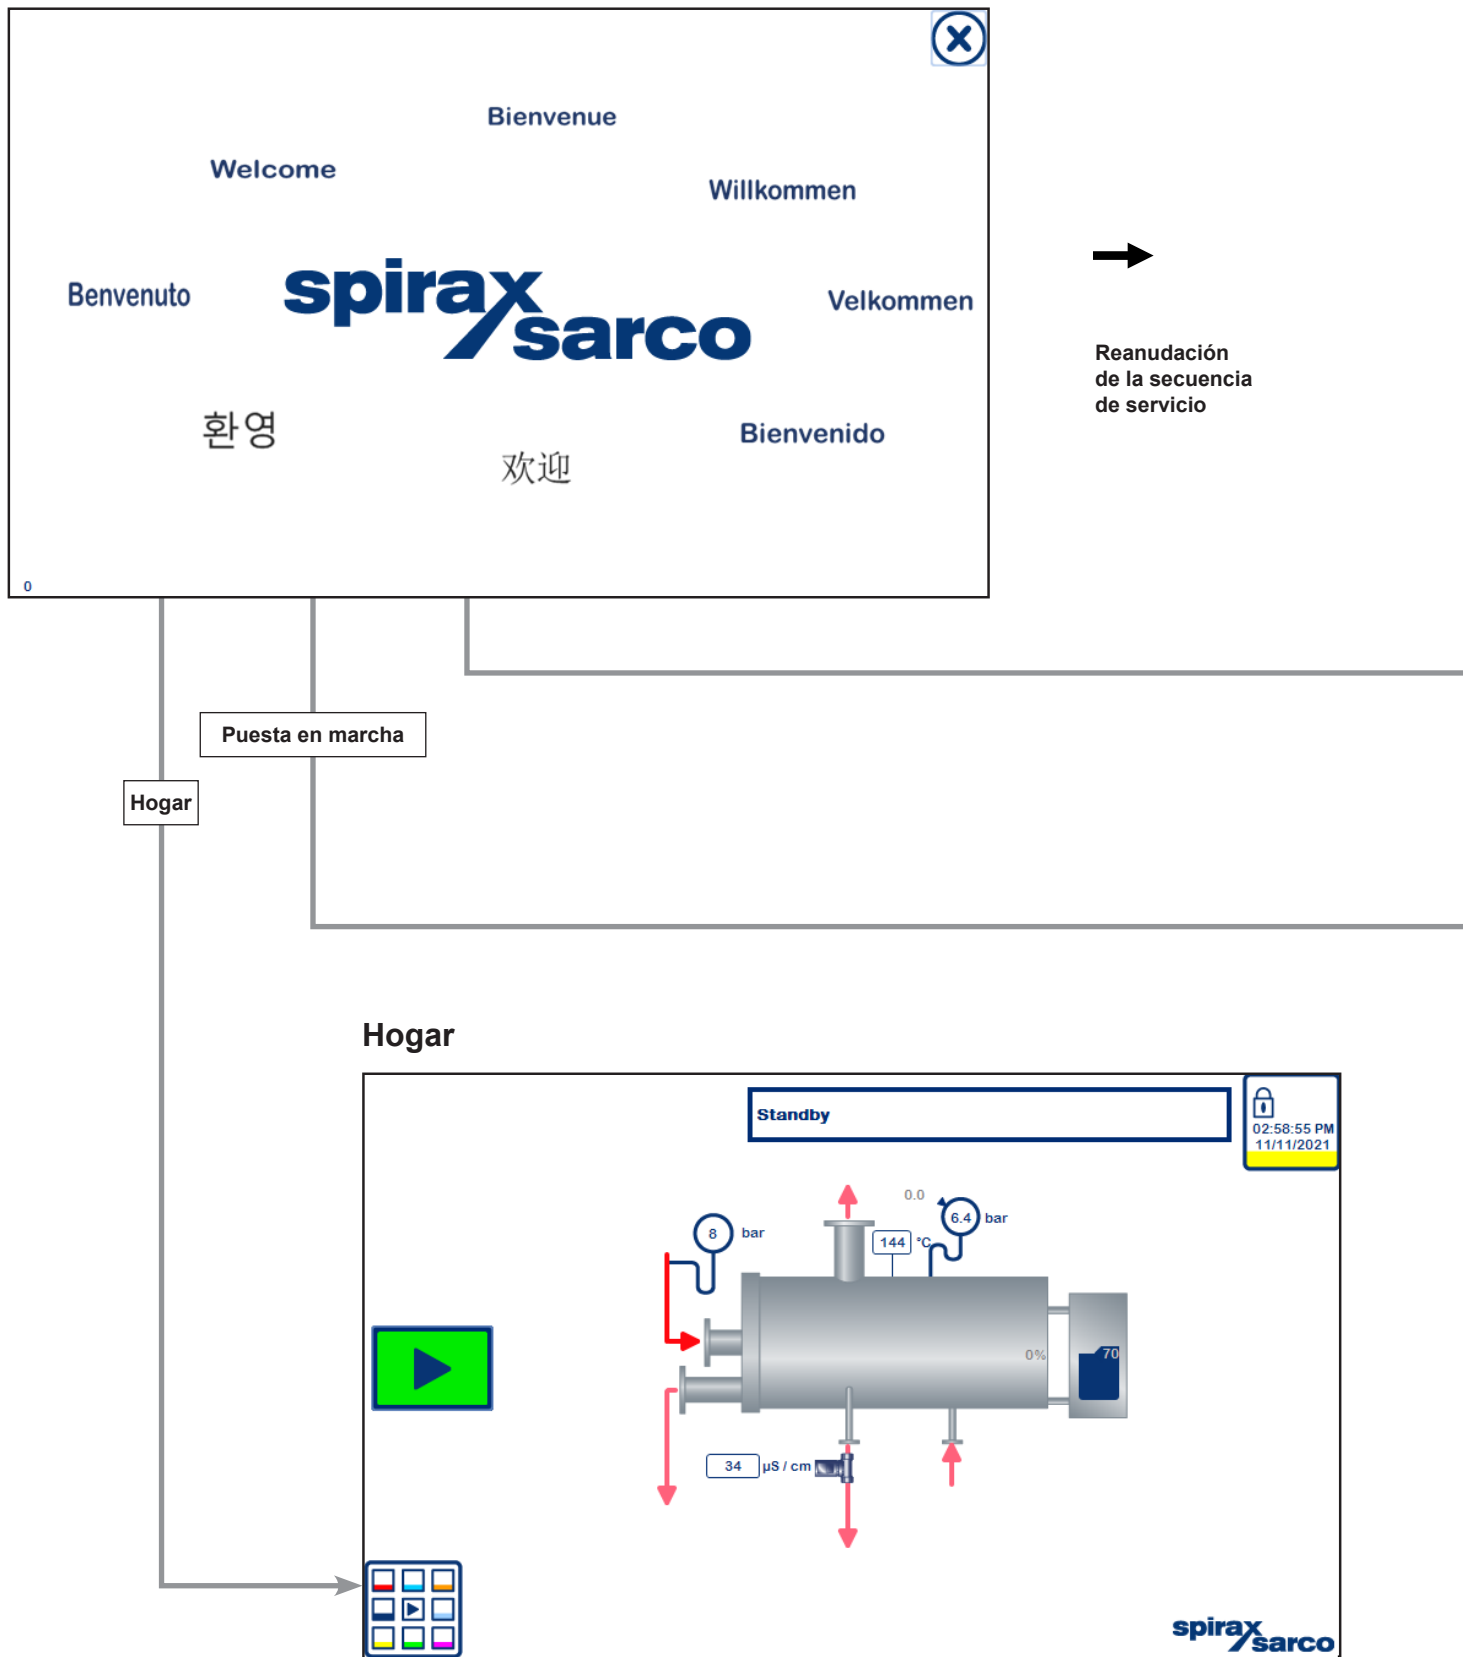 Bienvenue
Welcome
Willkommen
Benvenuto
spirax
sarco
Velkommen
환영
欢迎
Bienvenido
0
Reanudación
de la secuencia
de servicio
Puesta en marcha
Hogar
Hogar
Standby
02:58:55 PM
11/11/2021
0.0
8 bar
6.4 bar
144 °C
0%
70
34 µS / cm
spirax
sarco